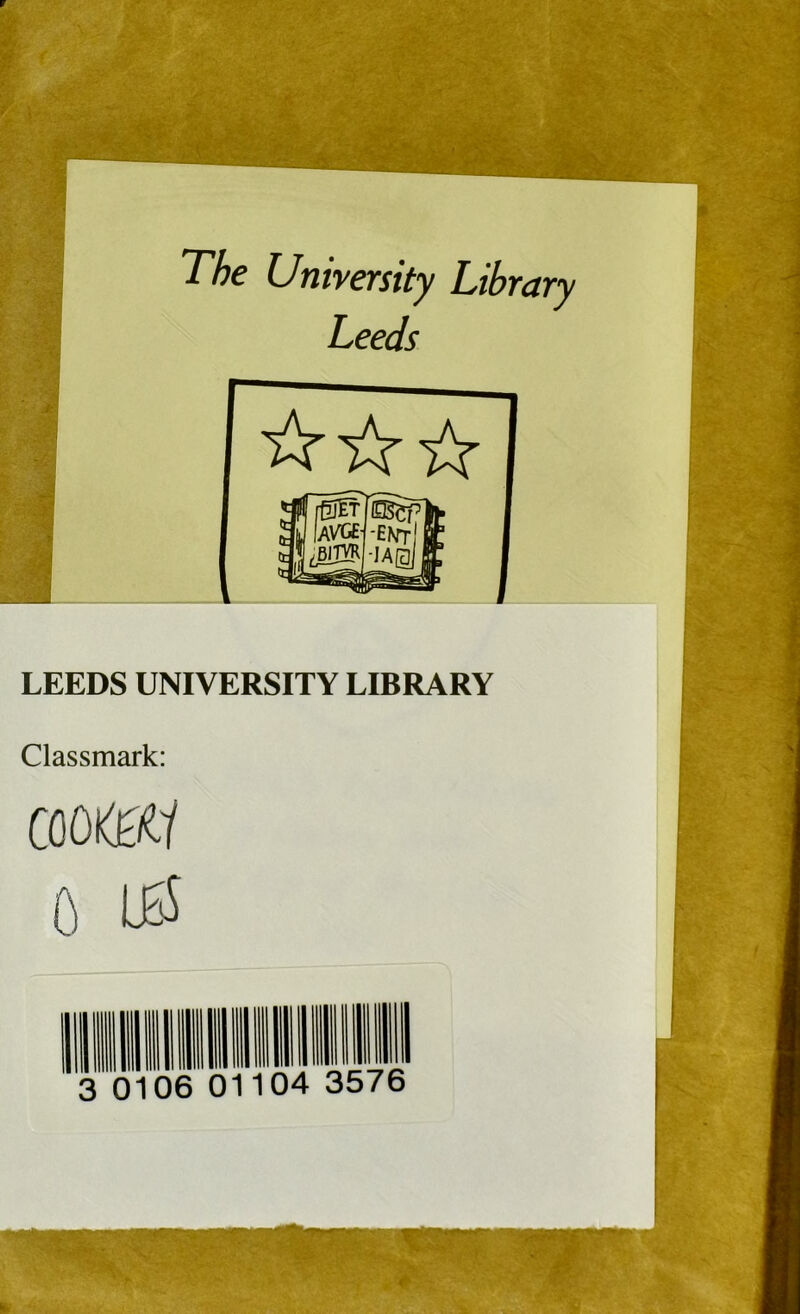 The University Library
Leeds
ET AVGE- BITVR
SCI -ENT -IA
LEEDS UNIVERSITY LIBRARY
Classmark:
COOKERY
O LES
3 0106 01104 3576